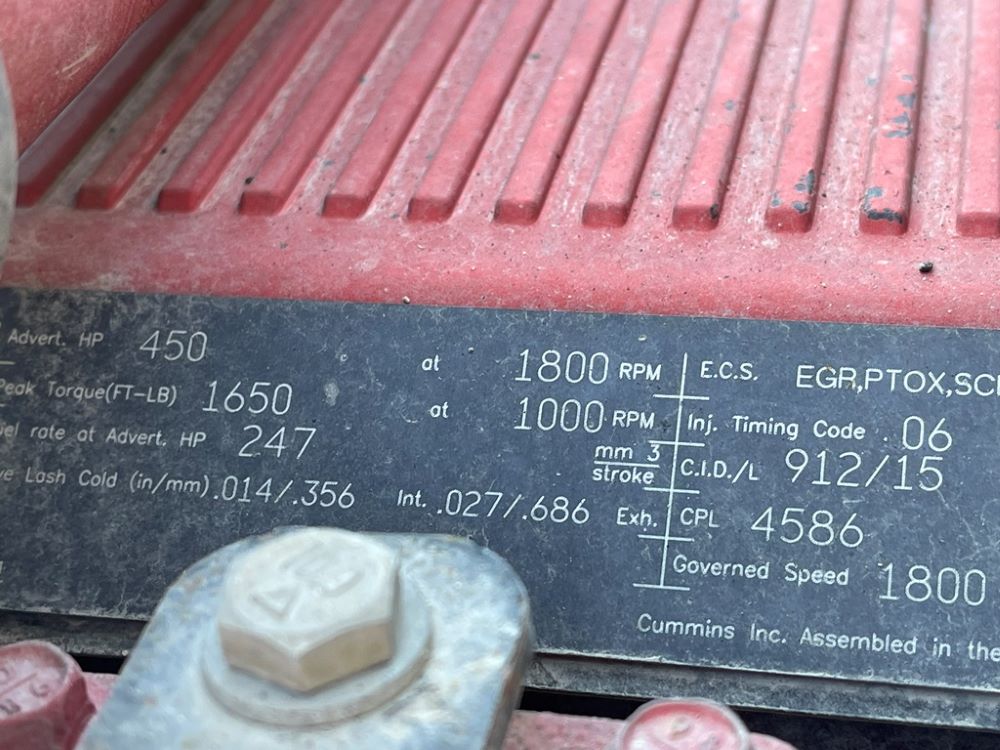 Advert. HP 450 at 1800 RPM
Peak Torque(FT-LB) 1650 at 1000 RPM
rate at Advert. HP 247 mm 3 stroke
Lash Cold (in/mm) .014/.356 Int. .027/.686 Exh.
E.C.S. EGR,PTOX,SC
Inj. Timing Code 06
C.I.D./L 912/15
CPL 4586
Governed Speed 1800
Cummins Inc. Assembled in the